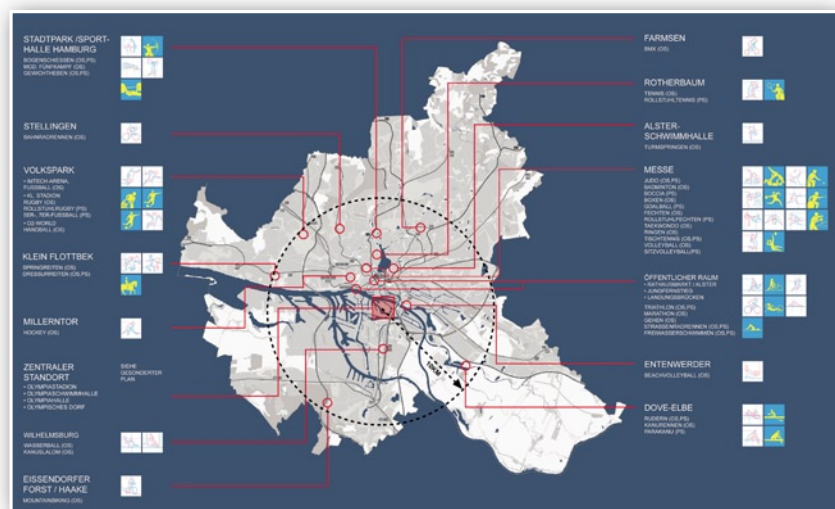 STADTPARK /SPORT-
HALLE HAMBURG
BOGENSCHIESSEN (OS,PS)
MOD. FÜNFKAMPF (OS)
GEWICHTHEBEN (OS,PS)
STELLINGEN
BAHNRADRENNEN (OS)
VOLKSPARK
• IMTECH ARENA,
FUSSBALL (OS)
• KL. STADION
RUGBY (OS)
ROLLSTUHLRUGBY (PS)
5ER-, 7ER-FUSSBALL (PS)
• O2 WORLD
HANDBALL (OS)
KLEIN FLOTTBEK
SPRINGREITEN (OS)
DRESSURREITEN (OS,PS)
MILLERNTOR
HOCKEY (OS)
ZENTRALER
STANDORT
• OLYMPIASTADION
• OLYMPIASCHWIMMHALLE
• OLYMPIAHALLE
• OLYMPISCHES DORF
SIEHE
GESONDERTER
PLAN
WILHELMSBURG
WASSERBALL (OS)
KANUSLALOM (OS)
EISSENDORFER
FORST / HAAKE
MOUNTAINBIKING (OS)
10KM
FARMSEN
BMX (OS)
ROTHERBAUM
TENNIS (OS)
ROLLSTUHLTENNIS (PS)
ALSTER-
SCHWIMMHALLE
TURMSPRINGEN (OS)
MESSE
JUDO (OS,PS)
BADMINTON (OS)
BOCCIA (PS)
BOXEN (OS)
GOALBALL (PS)
FECHTEN (OS)
ROLLSTUHLFECHTEN (PS)
TAEKWONDO (OS)
RINGEN (OS)
TISCHTENNIS (OS,PS)
VOLLEYBALL (OS)
SITZVOLLEYBALL(PS)
ÖFFENTLICHER RAUM
• RATHAUSMARKT / ALSTER
• JUNGFERNSTIEG
• LANDUNGSBRÜCKEN
TRIATHLON (OS,PS)
MARATHON (OS)
GEHEN (OS)
STRASSENRADRENNEN (OS,PS)
FREIWASSERSCHWIMMEN (OS,PS)
ENTENWERDER
BEACHVOLLEYBALL (OS)
DOVE-ELBE
RUDERN (OS,PS)
KANURENNEN (OS)
PARAKANU (PS)